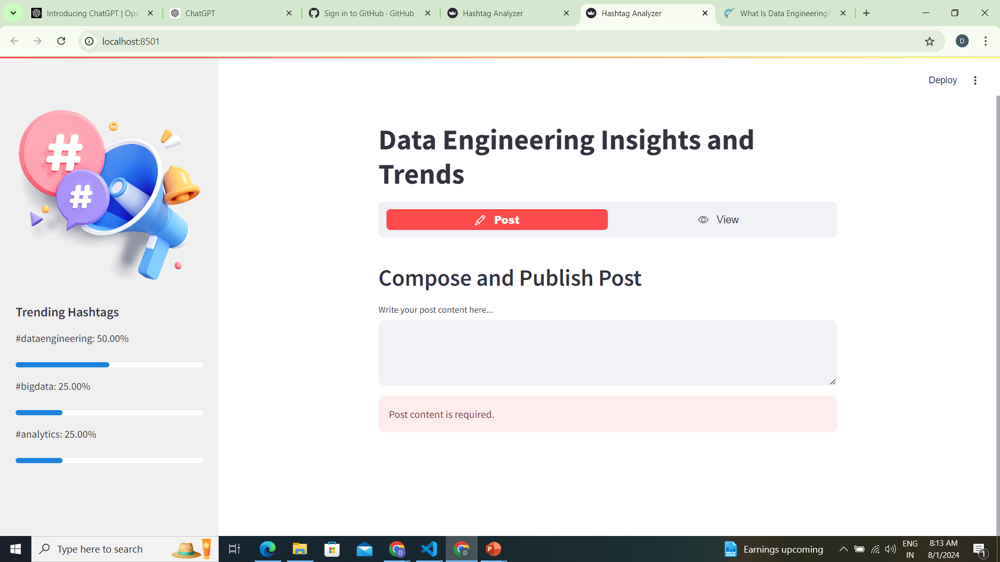 Introducing ChatGPT | Ope
ChatGPT
Sign in to GitHub · GitHub
Hashtag Analyzer
Hashtag Analyzer
What Is Data Engineering?
localhost:8501
D
Deploy
#
#
Trending Hashtags
#dataengineering: 50.00%
#bigdata: 25.00%
#analytics: 25.00%
Data Engineering Insights and
Trends
Post
View
Compose and Publish Post
Write your post content here...
Post content is required.
Type here to search
Earnings upcoming
ENG
IN
8:13 AM
8/1/2024
1